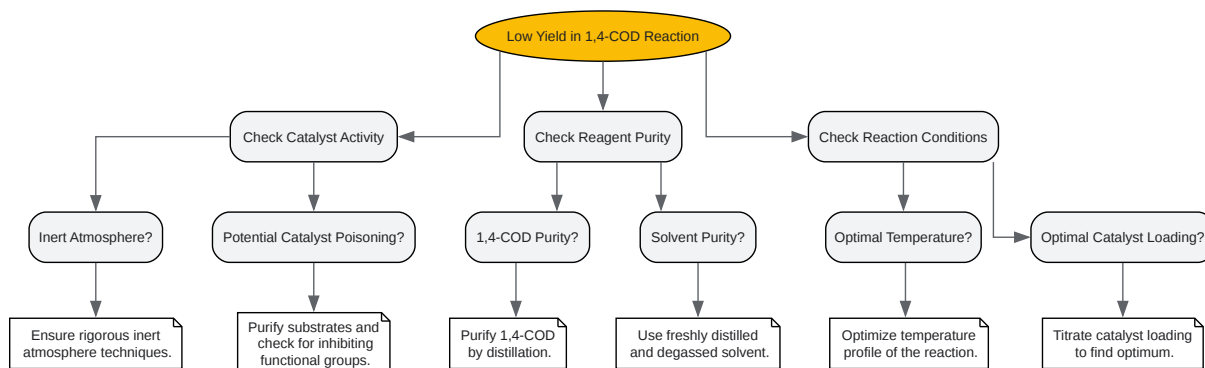 Low Yield in 1,4-COD Reaction
Check Catalyst Activity
Check Reagent Purity
Check Reaction Conditions
Inert Atmosphere?
Potential Catalyst Poisoning?
1,4-COD Purity?
Solvent Purity?
Optimal Temperature?
Optimal Catalyst Loading?
Ensure rigorous inert
atmosphere techniques.
Purify substrates and
check for inhibiting
functional groups.
Purify 1,4-COD
by distillation.
Use freshly distilled
and degassed solvent.
Optimize temperature
profile of the reaction.
Titrate catalyst loading
to find optimum.